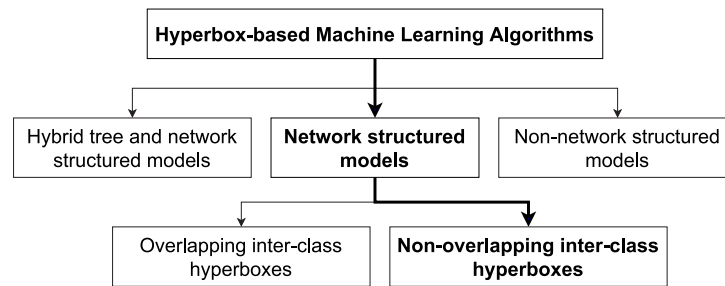 Hyperbox-based Machine Learning Algorithms
Hybrid tree and network
structured models
Network structured
models
Non-network structured
models
Overlapping inter-class
hyperboxes
Non-overlapping inter-class
hyperboxes